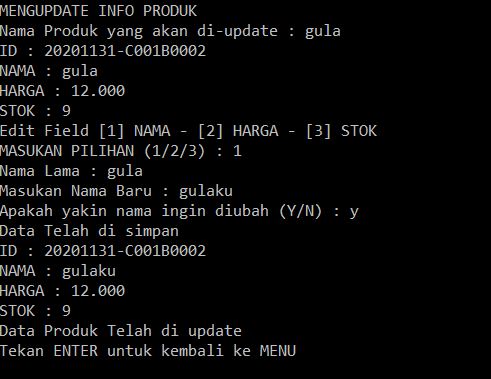 MENGUPDATE INFO PRODUK
Nama Produk yang akan di-update : gula
ID : 20201131-C001B0002
NAMA : gula
HARGA : 12.000
STOK : 9
Edit Field [1] NAMA - [2] HARGA - [3] STOK
MASUKAN PILIHAN (1/2/3) : 1
Nama Lama : gula
Masukan Nama Baru : gulaku
Apakah yakin nama ingin diubah (Y/N) : y
Data Telah di simpan
ID : 20201131-C001B0002
NAMA : gulaku
HARGA : 12.000
STOK : 9
Data Produk Telah di update
Tekan ENTER untuk kembali ke MENU